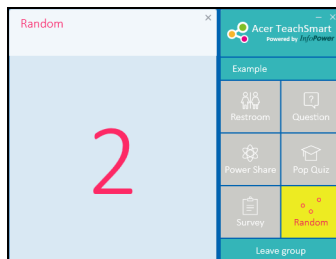 Random
2
Acer TeachSmart
Powered by InfoPower
Example
Restroom
Question
Power Share
Pop Quiz
Survey
Random
Leave group